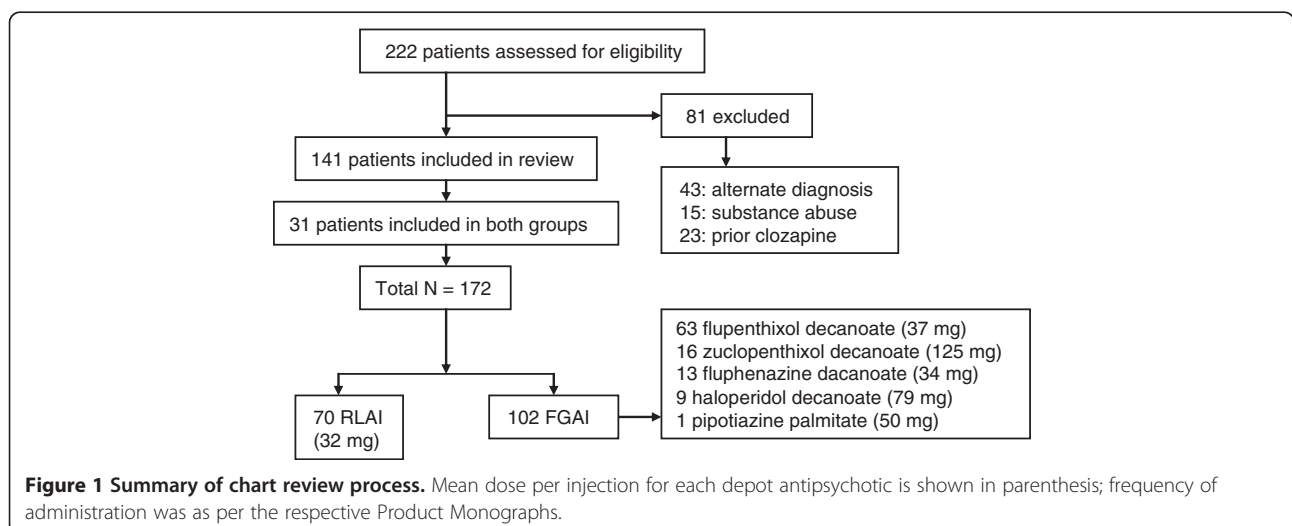 222 patients assessed for eligibility
81 excluded
141 patients included in review
43: alternate diagnosis
15: substance abuse
23: prior clozapine
31 patients included in both groups
Total N = 172
63 flupenthixol decanoate (37 mg)
16 zuclopenthixol decanoate (125 mg)
13 fluphenazine dacanoate (34 mg)
9 haloperidol decanoate (79 mg)
1 pipotiazine palmitate (50 mg)
70 RLAI
(32 mg)
102 FGAI
Figure 1 Summary of chart review process. Mean dose per injection for each depot antipsychotic is shown in parenthesis; frequency of
administration was as per the respective Product Monographs.